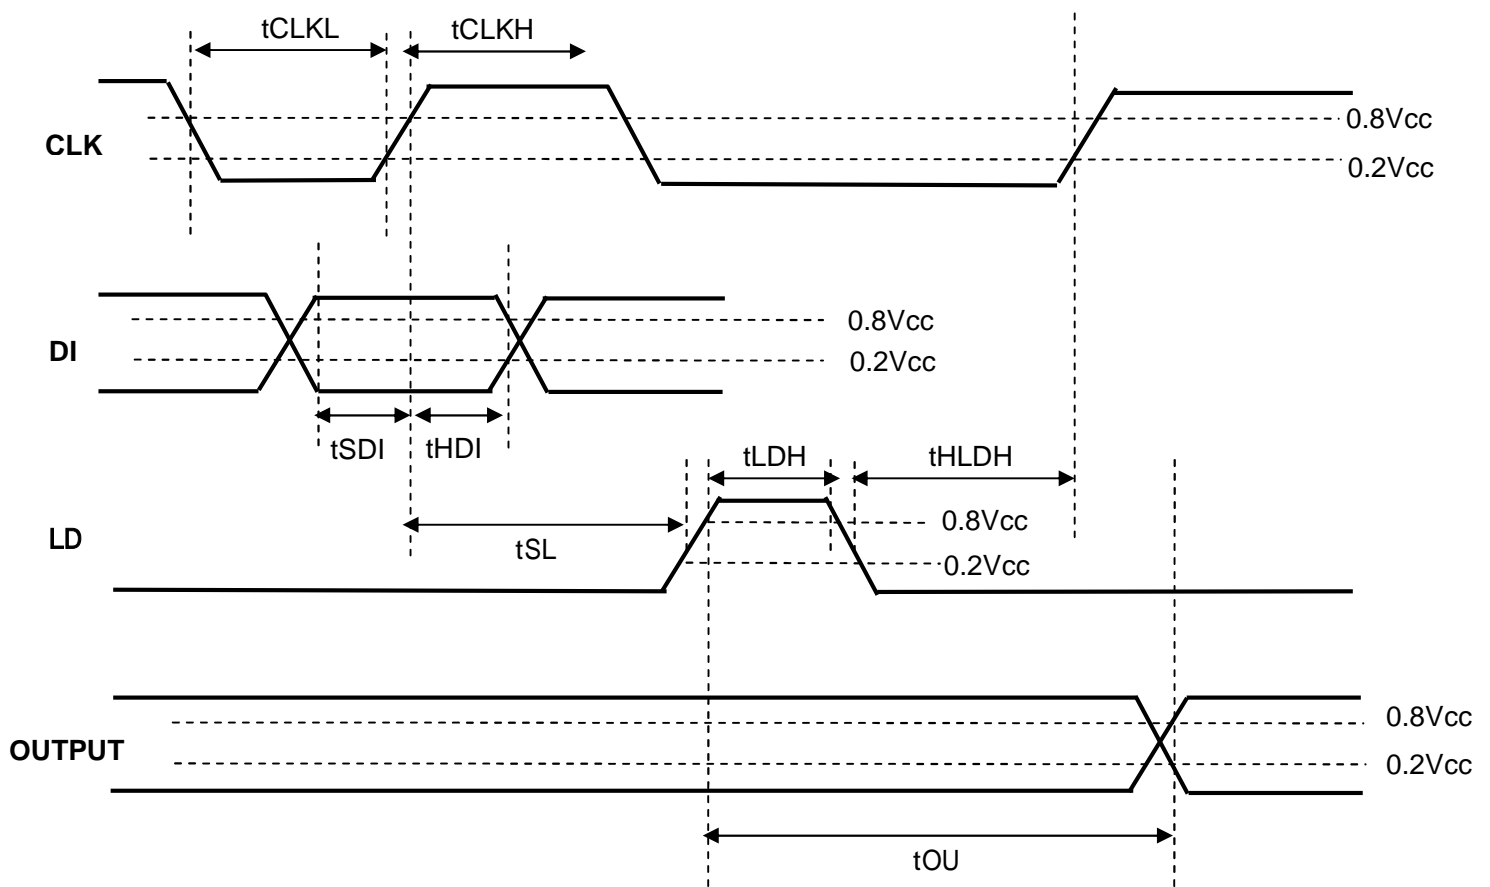 tCLKL
tCLKH
CLK
0.8Vcc
0.2Vcc
DI
0.8Vcc
0.2Vcc
tSDI
tHDI
tLDH
tHLDH
LD
tSL
0.8Vcc
0.2Vcc
OUTPUT
0.8Vcc
0.2Vcc
tOU